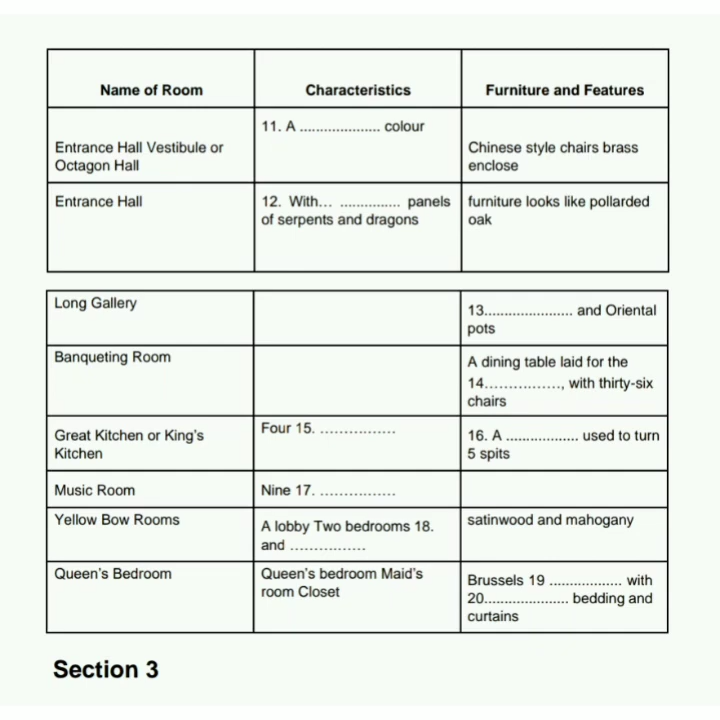 Name of Room Characteristics Furniture and Features
11. A .................... colour
Entrance Hall Vestibule or
Octagon Hall
Chinese style chairs brass
enclose
Entrance Hall
12. With... ............... panels
of serpents and dragons
furniture looks like pollarded
oak
Long Gallery
13...................... and Oriental
pots
Banqueting Room
A dining table laid for the
14................, with thirty-six
chairs
Great Kitchen or King's
Kitchen
Four 15. ...................
16. A .................. used to turn
5 spits
Music Room
Nine 17. ...................
Yellow Bow Rooms
A lobby Two bedrooms 18.
and ...................
satinwood and mahogany
Queen's Bedroom
Queen's bedroom Maid's
room Closet
Brussels 19 .................. with
20..................... bedding and
curtains
Section 3